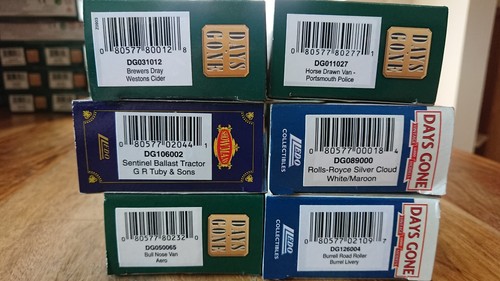 0 80577 80012 8
DG031012
Brewers Dray
Westons Cider
DAYS
GONE
0 80577 80277 1
DG011027
Horse Drawn Van -
Portsmouth Police
DAYS
GONE
LLEDO
0 80577 02044 1
DG106002
Sentinel Ballast Tractor
G R Tuby & Sons
SHOWMANS
LLEDO
COLLECTIBLES
0 80577 00018 4
DG089000
Rolls-Royce Silver Cloud
White/Maroon
DAYS GONE
0 80577 80232 0
DG050065
Bull Nose Van
Aero
DAYS
GONE
LLEDO
COLLECTIBLES
0 80577 02109 7
DG126004
Burrell Road Roller
Burrel Livery
DAYS GONE